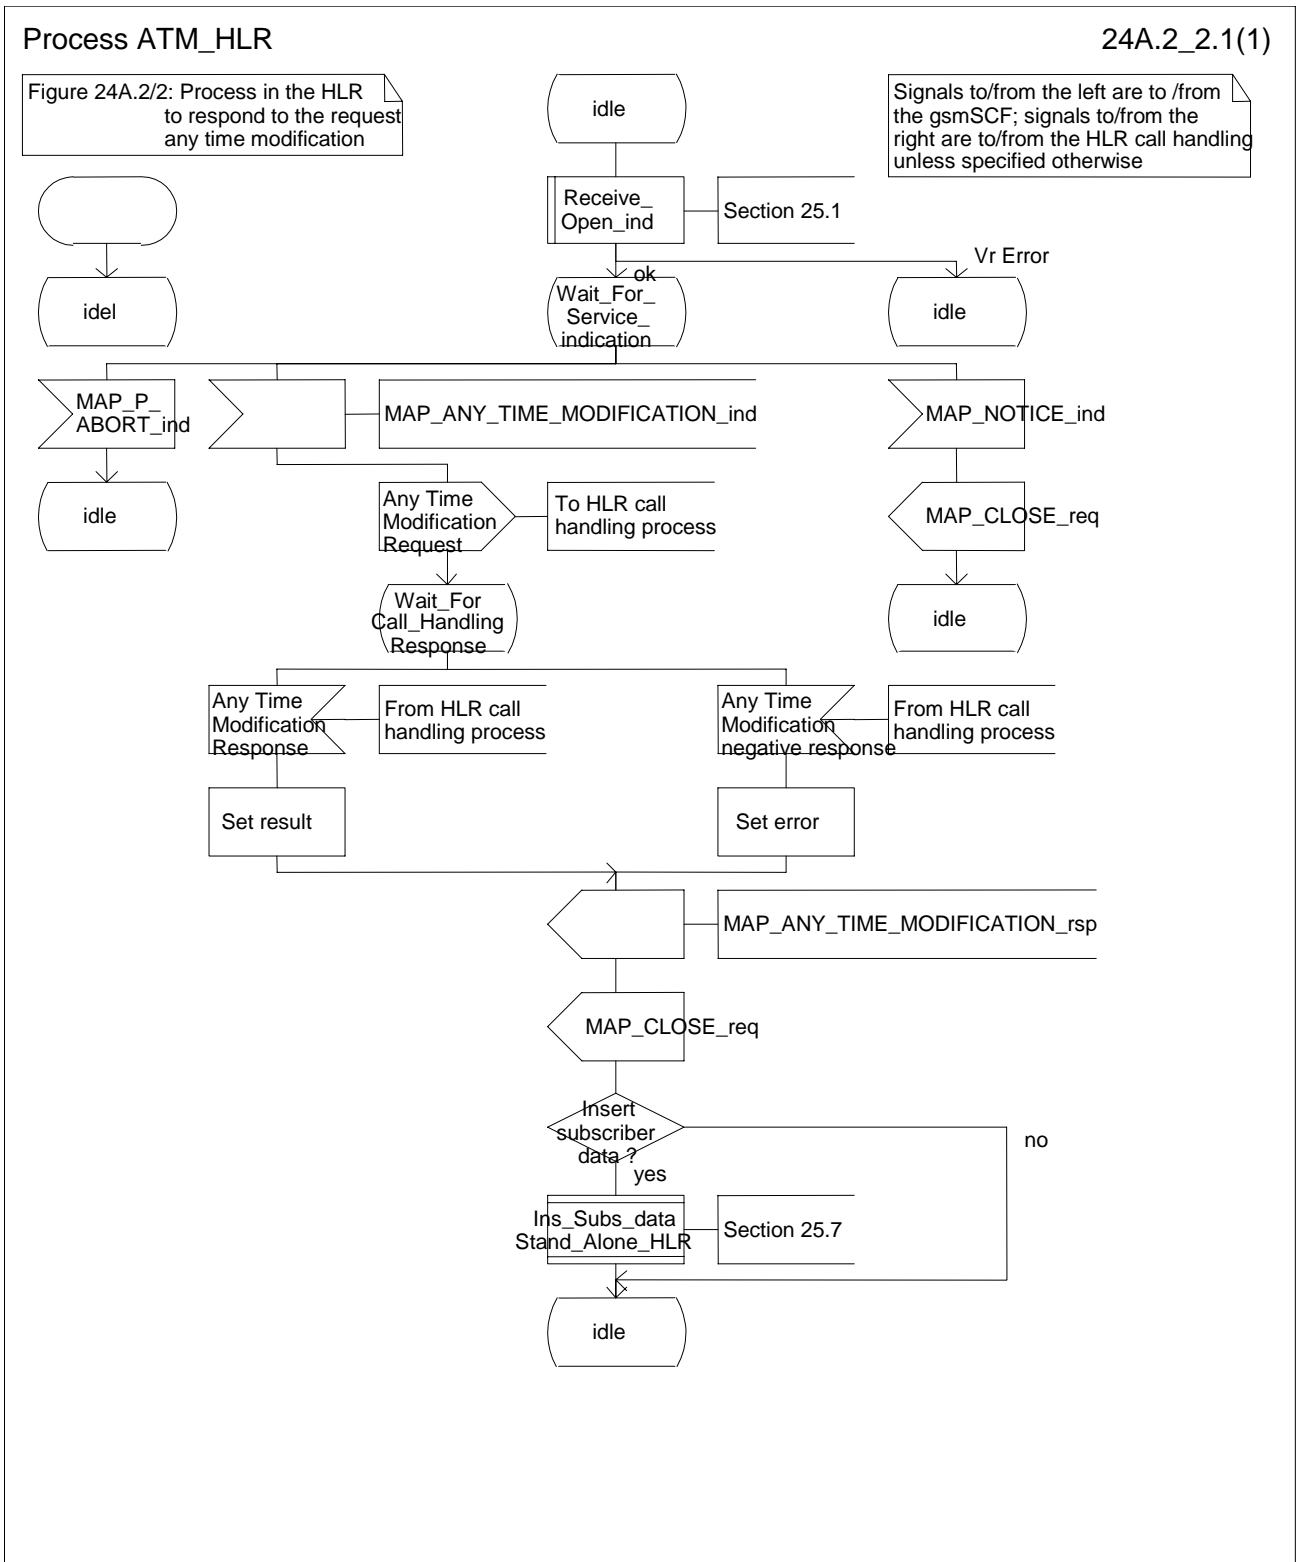 Process ATM_HLR
24A.2_2.1(1)
Figure 24A.2/2: Process in the HLR
to respond to the request
any time modification
idle
Signals to/from the left are to /from
the gsmSCF; signals to/from the
right are to/from the HLR call handling
unless specified otherwise
Receive_
Open_ind
Section 25.1
Vr Error
ok
idel
Wait_For_
Service_
indication
idle
MAP_P_
ABORT_ind
MAP_ANY_TIME_MODIFICATION_ind
MAP_NOTICE_ind
idle
Any Time
Modification
Request
To HLR call
handling process
MAP_CLOSE_req
Wait_For
Call_Handling
Response
idle
Any Time
Modification
Response
From HLR call
handling process
Any Time
Modification
negative response
From HLR call
handling process
Set result
Set error
MAP_ANY_TIME_MODIFICATION_rsp
MAP_CLOSE_req
Insert
subscriber
data ?
no
yes
Ins_Subs_data
Stand_Alone_HLR
Section 25.7
idle